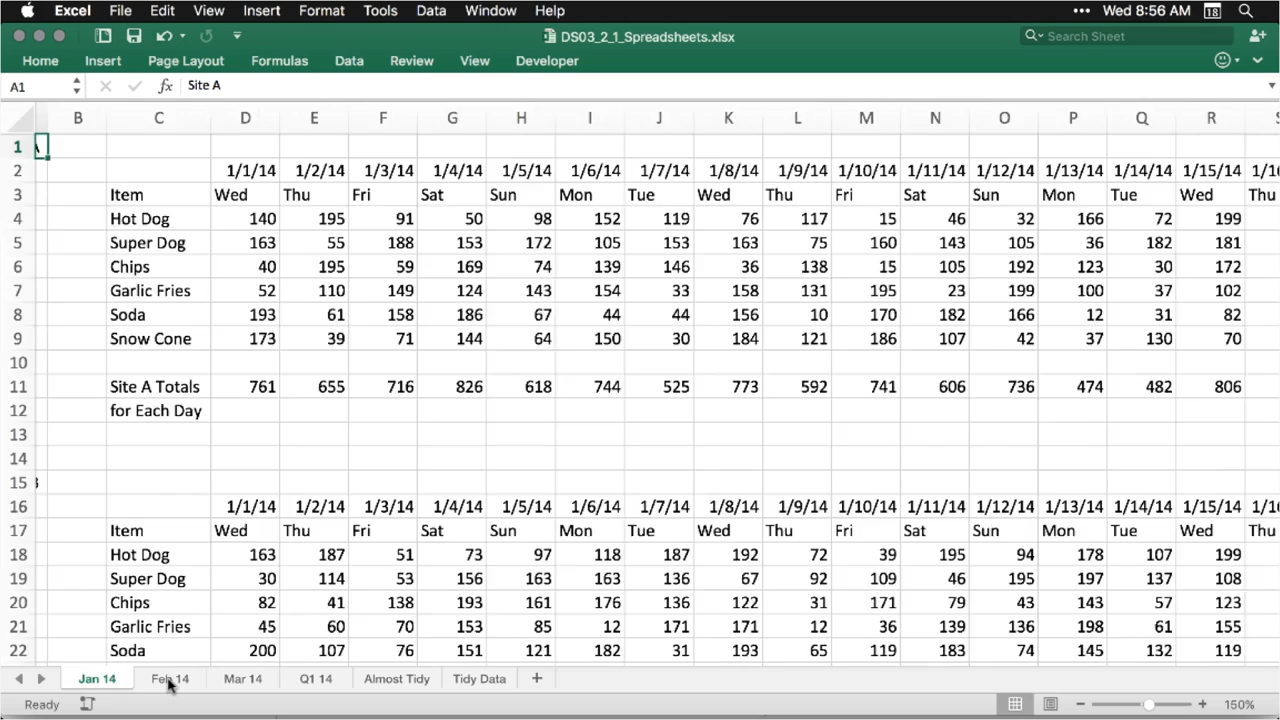 Excel File Edit View Insert Format Tools Data Window Help ••• Wed 8:56 AM 18
DS03_2_1_Spreadsheets.xlsx Search Sheet
Home Insert Page Layout Formulas Data Review View Developer
A1 fx Site A
B C D E F G H I J K L M N O P Q R S
1
2 1/1/14 1/2/14 1/3/14 1/4/14 1/5/14 1/6/14 1/7/14 1/8/14 1/9/14 1/10/14 1/11/14 1/12/14 1/13/14 1/14/14 1/15/14
3 Item Wed Thu Fri Sat Sun Mon Tue Wed Thu Fri Sat Sun Mon Tue Wed Thu
4 Hot Dog 140 195 91 50 98 152 119 76 117 15 46 32 166 72 199
5 Super Dog 163 55 188 153 172 105 153 163 75 160 143 105 36 182 181
6 Chips 40 195 59 169 74 139 146 36 138 15 105 192 123 30 172
7 Garlic Fries 52 110 149 124 143 154 33 158 131 195 23 199 100 37 102
8 Soda 193 61 158 186 67 44 44 156 10 170 182 166 12 31 82
9 Snow Cone 173 39 71 144 64 150 30 184 121 186 107 42 37 130 70
10
11 Site A Totals 761 655 716 826 618 744 525 773 592 741 606 736 474 482 806
12 for Each Day
13
14
15
16 1/1/14 1/2/14 1/3/14 1/4/14 1/5/14 1/6/14 1/7/14 1/8/14 1/9/14 1/10/14 1/11/14 1/12/14 1/13/14 1/14/14 1/15/14
17 Item Wed Thu Fri Sat Sun Mon Tue Wed Thu Fri Sat Sun Mon Tue Wed Thu
18 Hot Dog 163 187 51 73 97 118 187 192 72 39 195 94 178 107 199
19 Super Dog 30 114 53 156 163 163 136 67 92 109 46 195 197 137 108
20 Chips 82 41 138 193 161 176 136 122 31 171 79 43 143 57 123
21 Garlic Fries 45 60 70 153 85 12 171 171 12 36 139 136 198 61 155
22 Soda 200 107 76 151 121 182 31 193 65 119 183 74 145 132 119
Jan 14 Feb 14 Mar 14 Q1 14 Almost Tidy Tidy Data +
Ready 150%